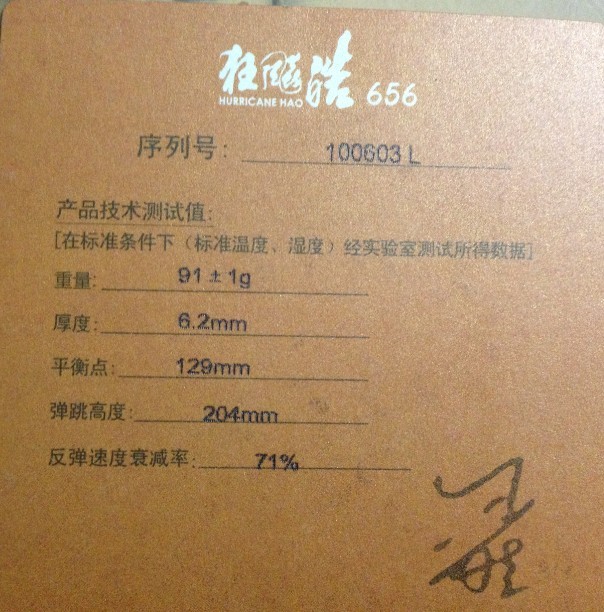 狂飚皓 656
HURRICANE HAO
序列号: 100603 L
产品技术测试值:
[在标准条件下（标准温度、湿度）经实验室测试所得数据]
重量: 91±1g
厚度: 6.2mm
平衡点: 129mm
弹跳高度: 204mm
反弹速度衰减率: 71%